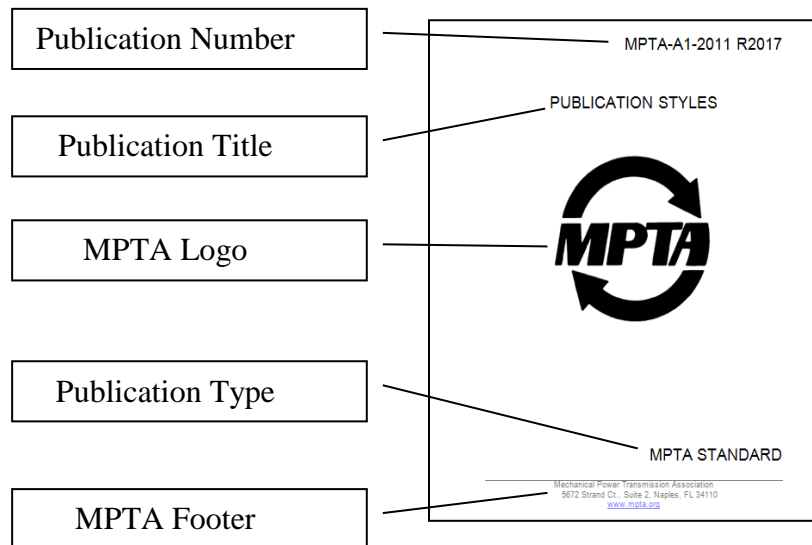 Publication Number
MPTA-A1-2011 R2017
PUBLICATION STYLES
Publication Title
MPTA Logo
MPTA
Publication Type
MPTA STANDARD
Mechanical Power Transmission Association
5672 Strand Ct., Suite 2, Naples, FL 34110
www.mpta.org
MPTA Footer